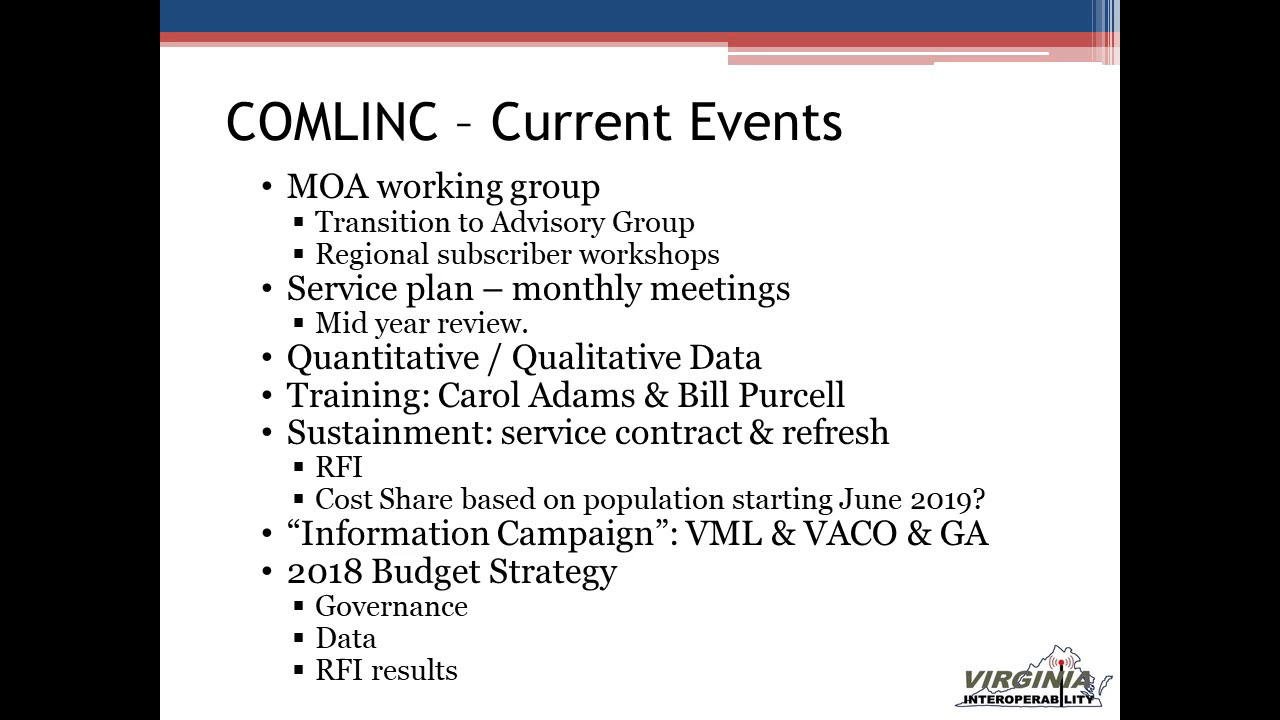 COMLINC – Current Events
• MOA working group
▪ Transition to Advisory Group
▪ Regional subscriber workshops
• Service plan – monthly meetings
▪ Mid year review.
• Quantitative / Qualitative Data
• Training: Carol Adams & Bill Purcell
• Sustainment: service contract & refresh
▪ RFI
▪ Cost Share based on population starting June 2019?
• “Information Campaign”: VML & VACO & GA
• 2018 Budget Strategy
▪ Governance
▪ Data
▪ RFI results
VIRGINIA
INTEROPERABILITY